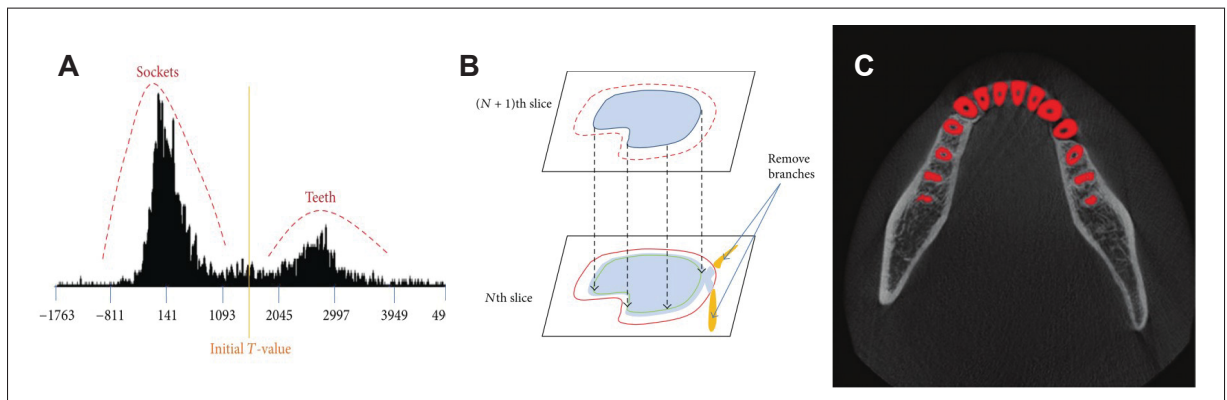 A
Sockets
Teeth
−1763 −811 141 1093 2045 2997 3949 49
Initial T-value
B
(N + 1)th slice
Remove
branches
Nth slice
C